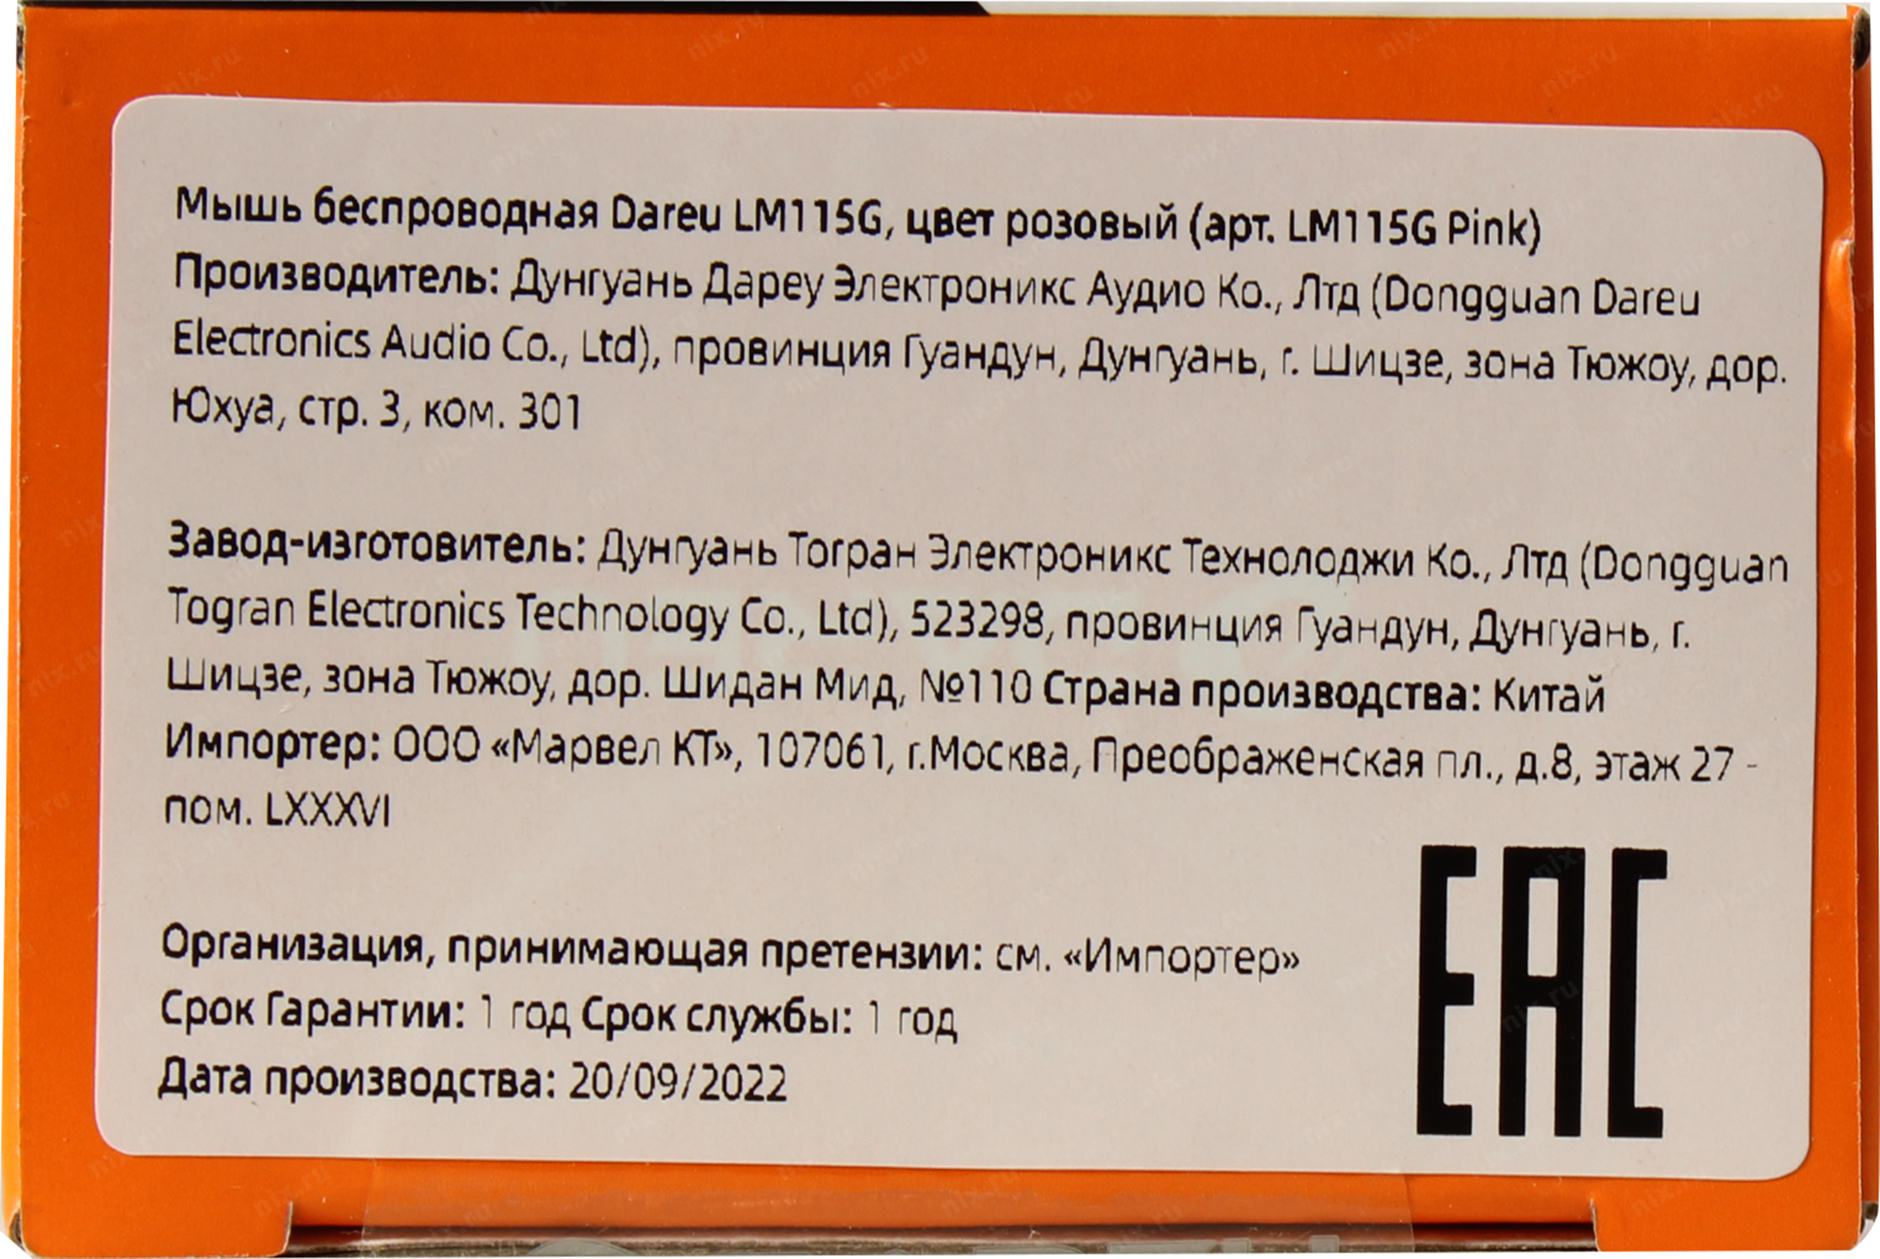 Мышь беспроводная Dareu LM115G, цвет розовый (арт. LM115G Pink)
Производитель: Дунгуань Дареу Электроникс Аудио Ко., Лтд (Dongguan Dareu
Electronics Audio Co., Ltd), провинция Гуандун, Дунгуань, г. Шицзе, зона Тюжоу, дор.
Юхуа, стр. 3, ком. 301
Завод-изготовитель: Дунгуань Тогран Электроникс Технолоджи Ко., Лтд (Dongguan
Togran Electronics Technology Co., Ltd), 523298, провинция Гуандун, Дунгуань, г.
Шицзе, зона Тюжоу, дор. Шидан Мид, №110 Страна производства: Китай
Импортер: ООО «Марвел КТ», 107061, г.Москва, Преображенская пл., д.8, этаж 27 -
пом. LXXXVI
Организация, принимающая претензии: см. «Импортер»
Срок Гарантии: 1 год Срок службы: 1 год
Дата производства: 20/09/2022
EAC